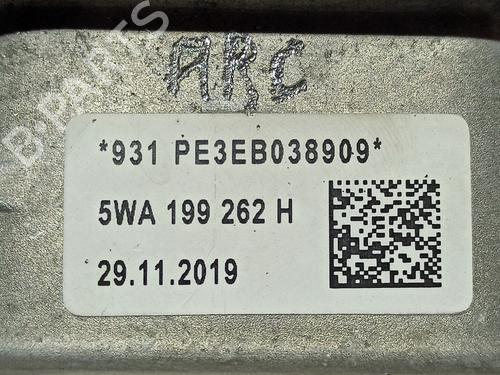 B-PARTS
ARC
*931 PE3EB038909*
5WA 199 262 H
29.11.2019